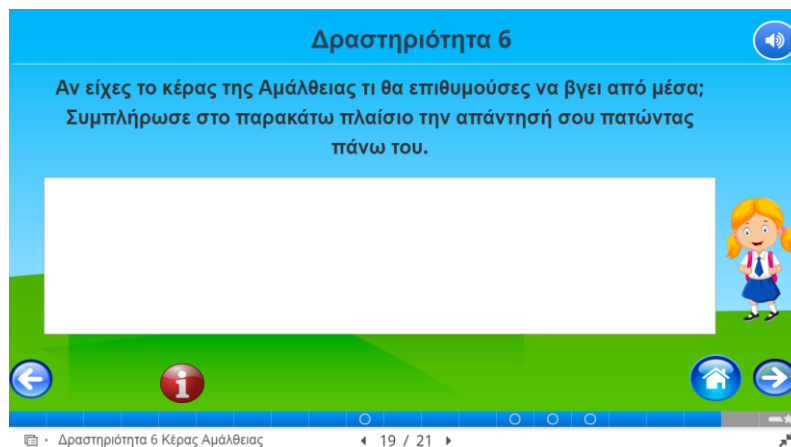 Δραστηριότητα 6
Αν είχες το κέρας της Αμάλθειας τι θα επιθυμούσες να βγει από μέσα;
Συμπλήρωσε στο παρακάτω πλαίσιο την απάντησή σου πατώντας
πάνω του.
i
Δραστηριότητα 6 Κέρας Αμάλθειας
19 / 21